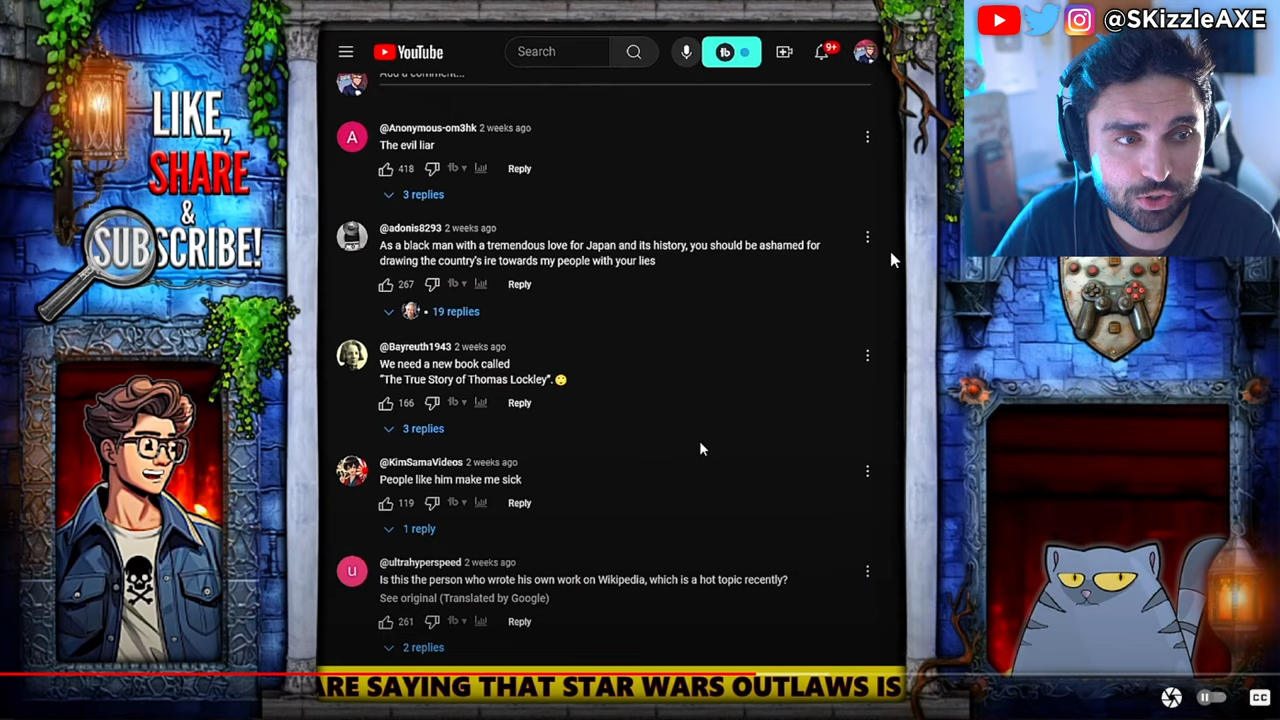 @SKizzleAXE
LIKE,
SHARE
&
SUBSCRIBE!
YouTube
Search
9+
Add a comment...
A
@Anonymous-om3hk 2 weeks ago
The evil liar
418
Reply
3 replies
@adonis8293 2 weeks ago
As a black man with a tremendous love for Japan and its history, you should be ashamed for
drawing the country's ire towards my people with your lies
267
Reply
19 replies
@Bayreuth1943 2 weeks ago
We need a new book called
"The True Story of Thomas Lockley". 😌
166
Reply
3 replies
@KimSamaVideos 2 weeks ago
People like him make me sick
119
Reply
1 reply
u
@ultrahyperspeed 2 weeks ago
Is this the person who wrote his own work on Wikipedia, which is a hot topic recently?
See original (Translated by Google)
261
Reply
2 replies
ARE SAYING THAT STAR WARS OUTLAWS IS
CC